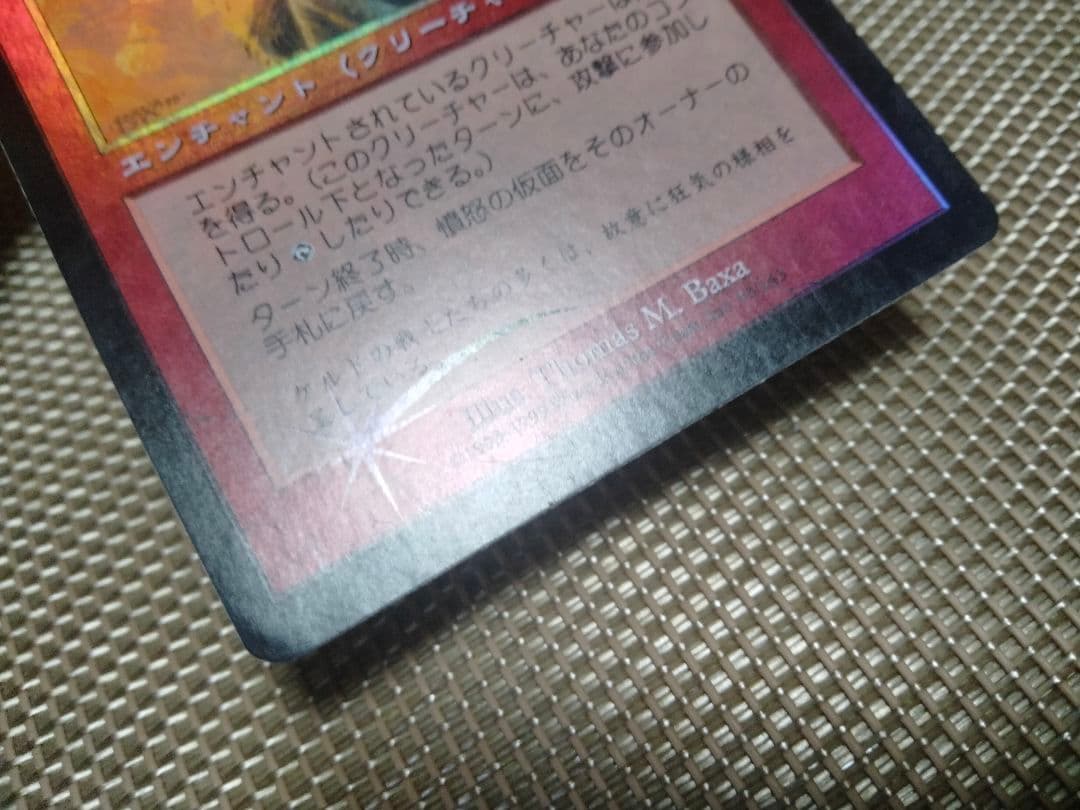 エンチャント（クリーチャ
エンチャントされているクリーチャーは
を得る。（このクリーチャーは、あなたのコン
トロール下となったターンに、攻撃に参加し
たり したりできる。）
ターン終了時、憤怒の仮面をそのオーナーの
手札に戻す。
ケルドの戦士たちの多くは、故意に狂気の様相を
呈している
Illus. Thomas M. Baxa